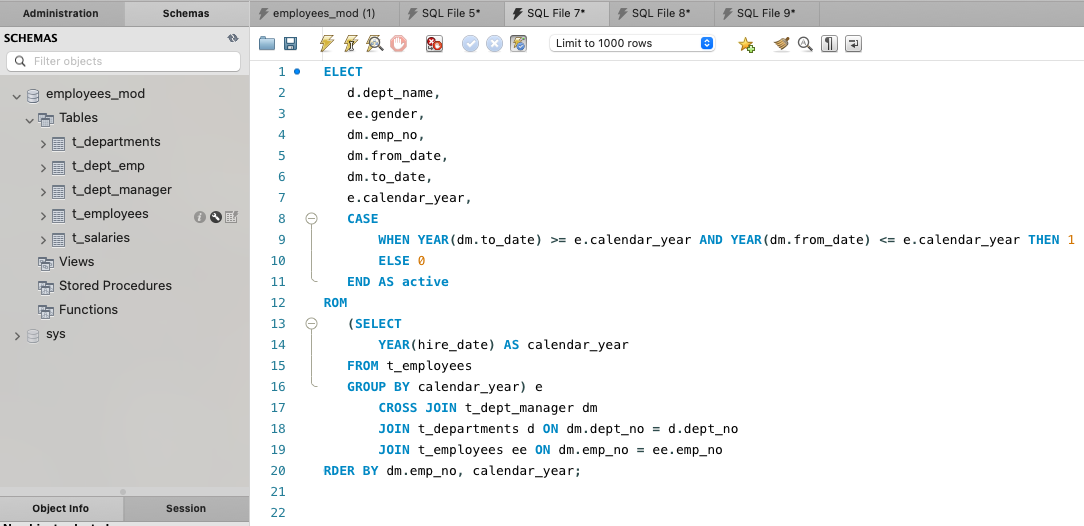 Administration
Schemas
employees_mod (1)
SQL File 5*
SQL File 7*
SQL File 8*
SQL File 9*
SCHEMAS
Filter objects
Limit to 1000 rows
employees_mod
Tables
t_departments
t_dept_emp
t_dept_manager
t_employees
t_salaries
Views
Stored Procedures
Functions
sys
1 ELECT
2 d.dept_name,
3 ee.gender,
4 dm.emp_no,
5 dm.from_date,
6 dm.to_date,
7 e.calendar_year,
8 CASE
9 WHEN YEAR(dm.to_date) >= e.calendar_year AND YEAR(dm.from_date) <= e.calendar_year THEN 1
10 ELSE 0
11 END AS active
12 ROM
13 (SELECT
14 YEAR(hire_date) AS calendar_year
15 FROM t_employees
16 GROUP BY calendar_year) e
17 CROSS JOIN t_dept_manager dm
18 JOIN t_departments d ON dm.dept_no = d.dept_no
19 JOIN t_employees ee ON dm.emp_no = ee.emp_no
20 RDER BY dm.emp_no, calendar_year;
21
22
Object Info
Session